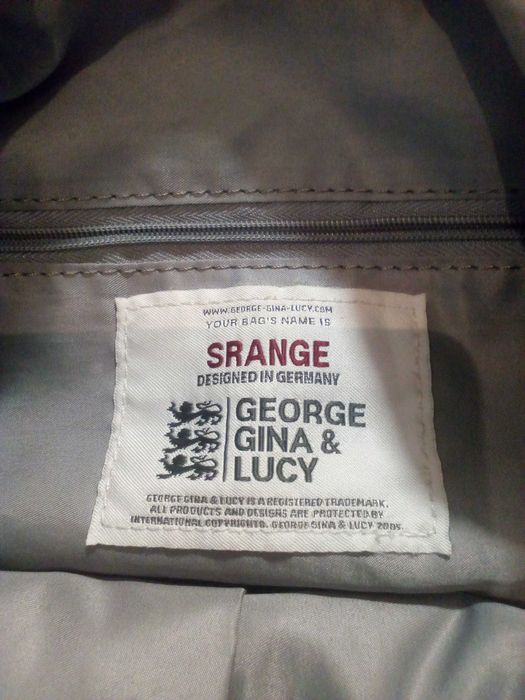 WWW.GEORGE-GINA-LUCY.COM
YOUR BAG'S NAME IS
SRANGE
DESIGNED IN GERMANY
GEORGE
GINA &
LUCY
GEORGE GINA & LUCY IS A REGISTERED TRADEMARK.
ALL PRODUCTS AND DESIGNS ARE PROTECTED BY
INTERNATIONAL COPYRIGHTS. GEORGE GINA & LUCY